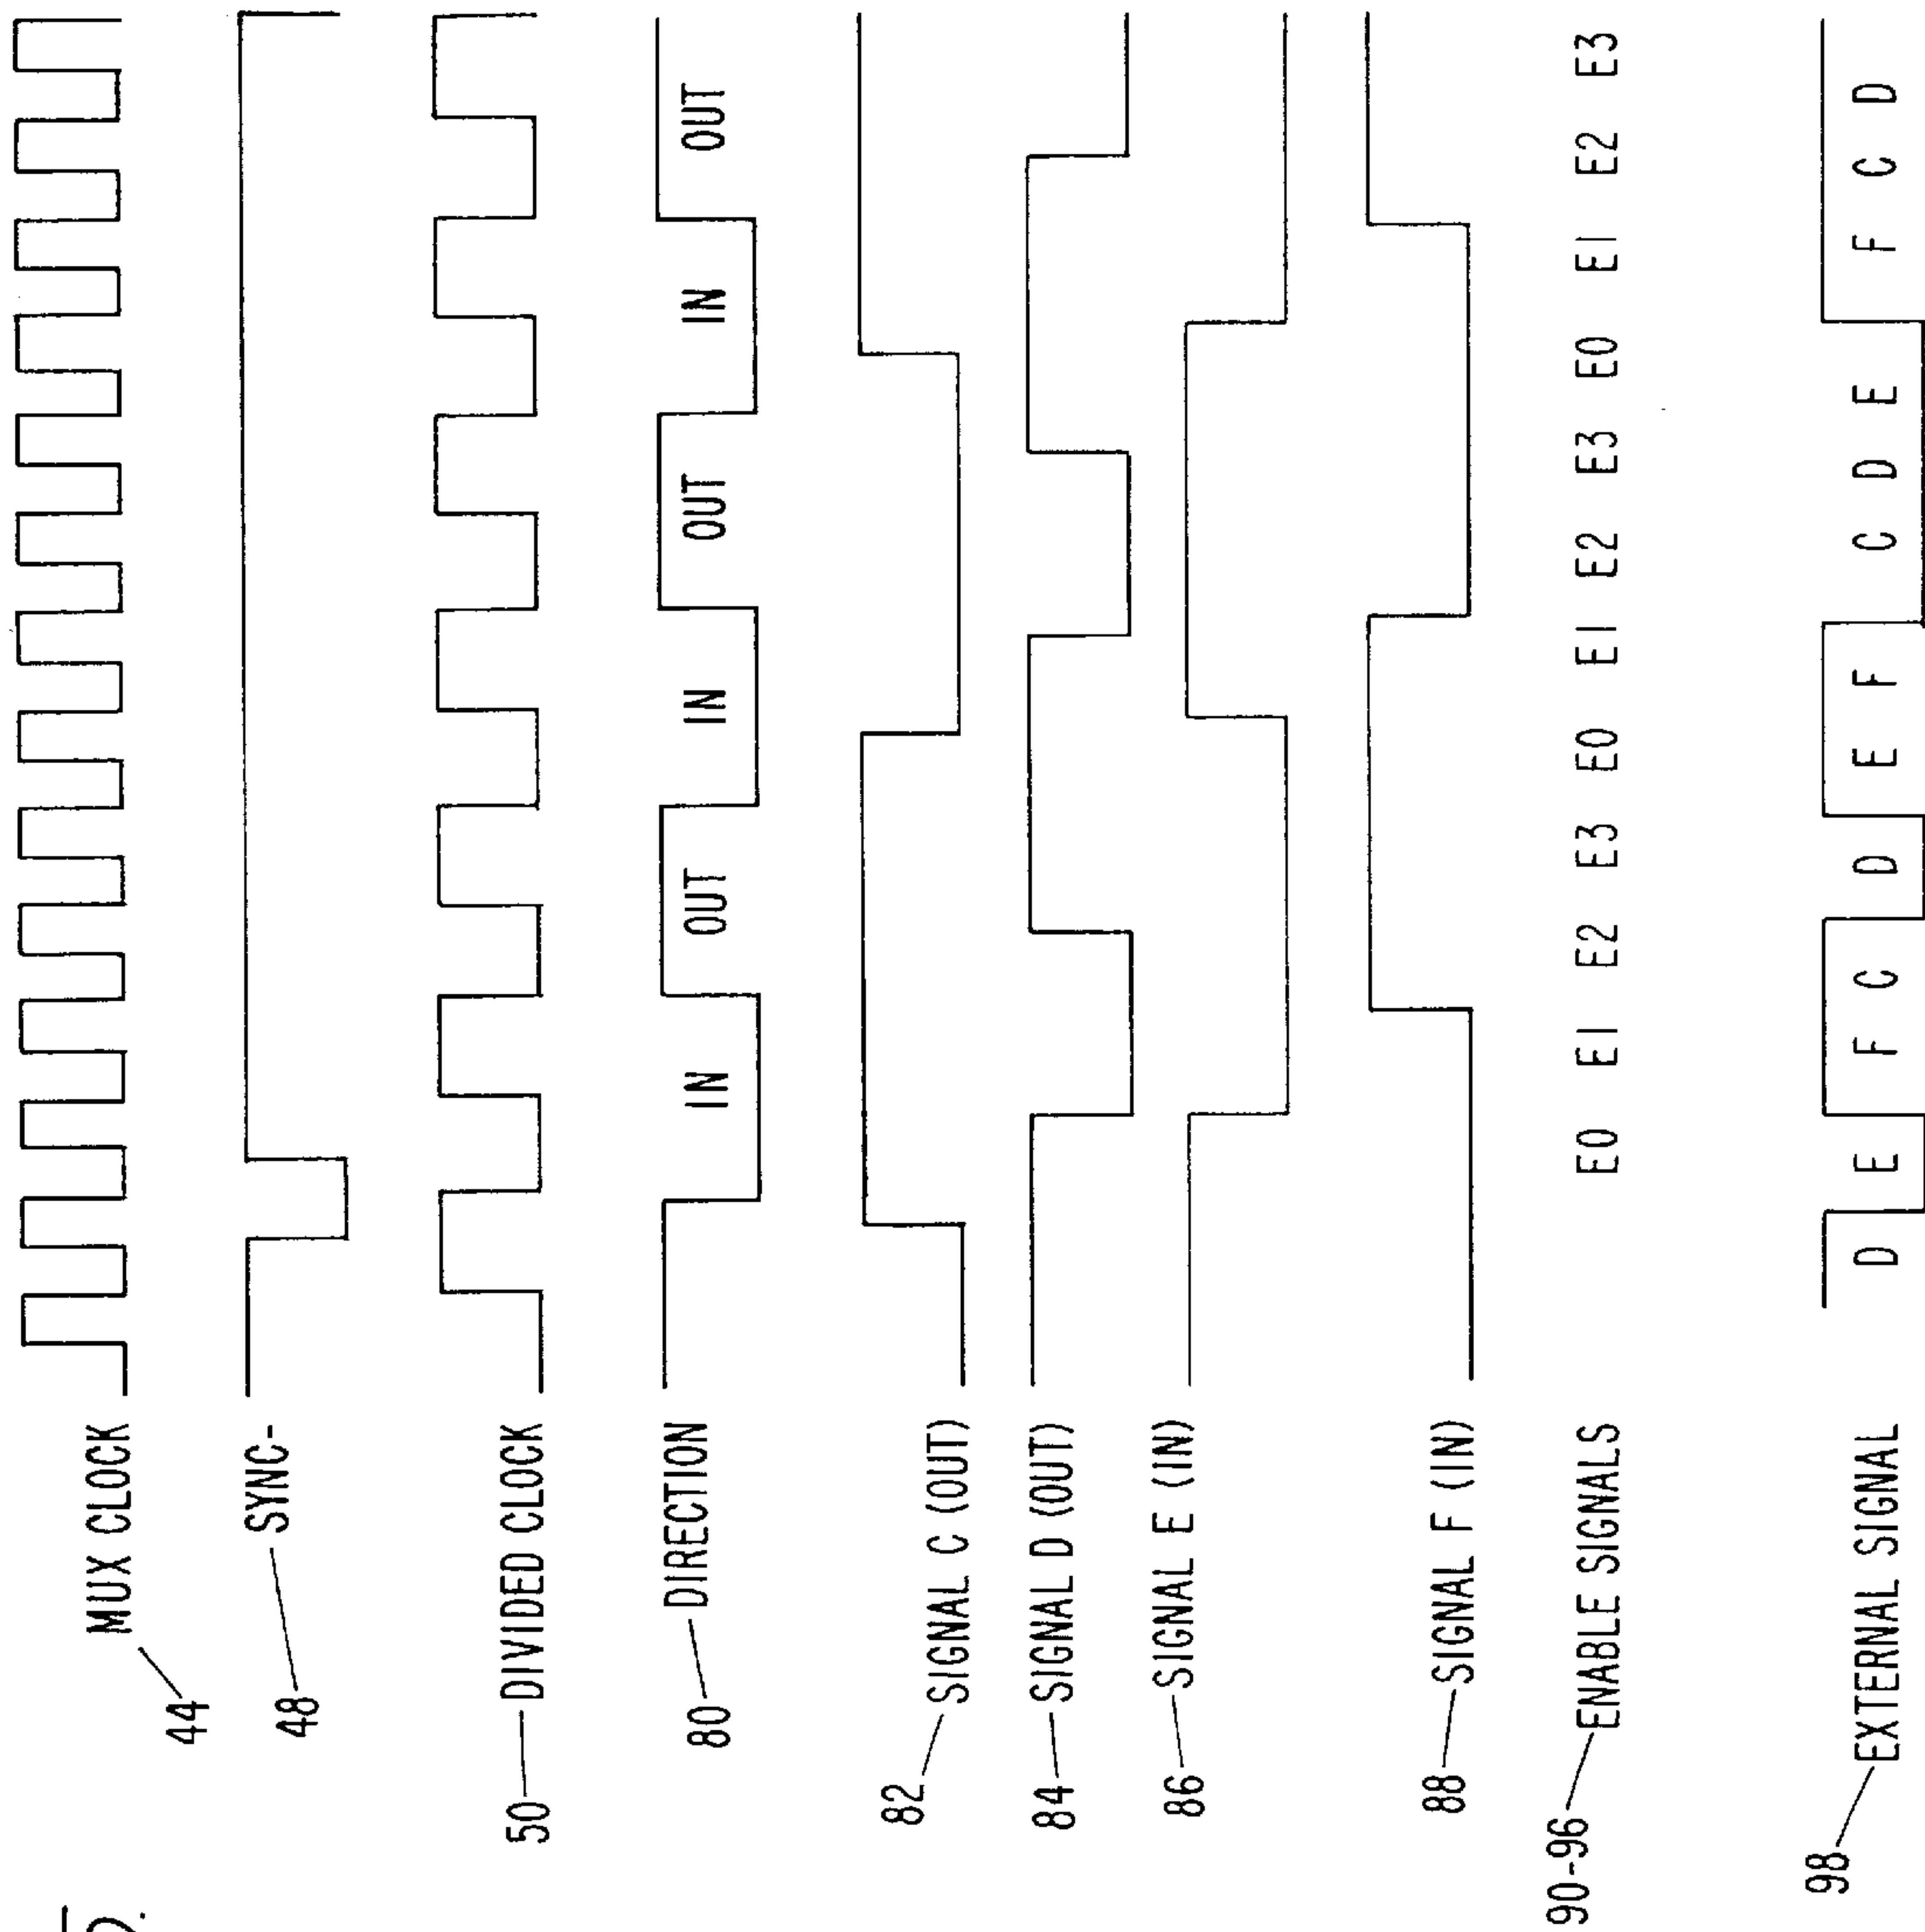 MUX CLOCK
44
SYNC-
48
DIVIDED CLOCK
50
DIRECTION IN OUT IN OUT IN OUT
80
SIGNAL C (OUT)
82
SIGNAL D (OUT)
84
SIGNAL E (IN)
86
SIGNAL F (IN)
88
ENABLE SIGNALS E0 E1 E2 E3 E0 E1 E2 E3 E0 E1 E2 E3
90-96
EXTERNAL SIGNAL D E F C D E F C D E F C D
98